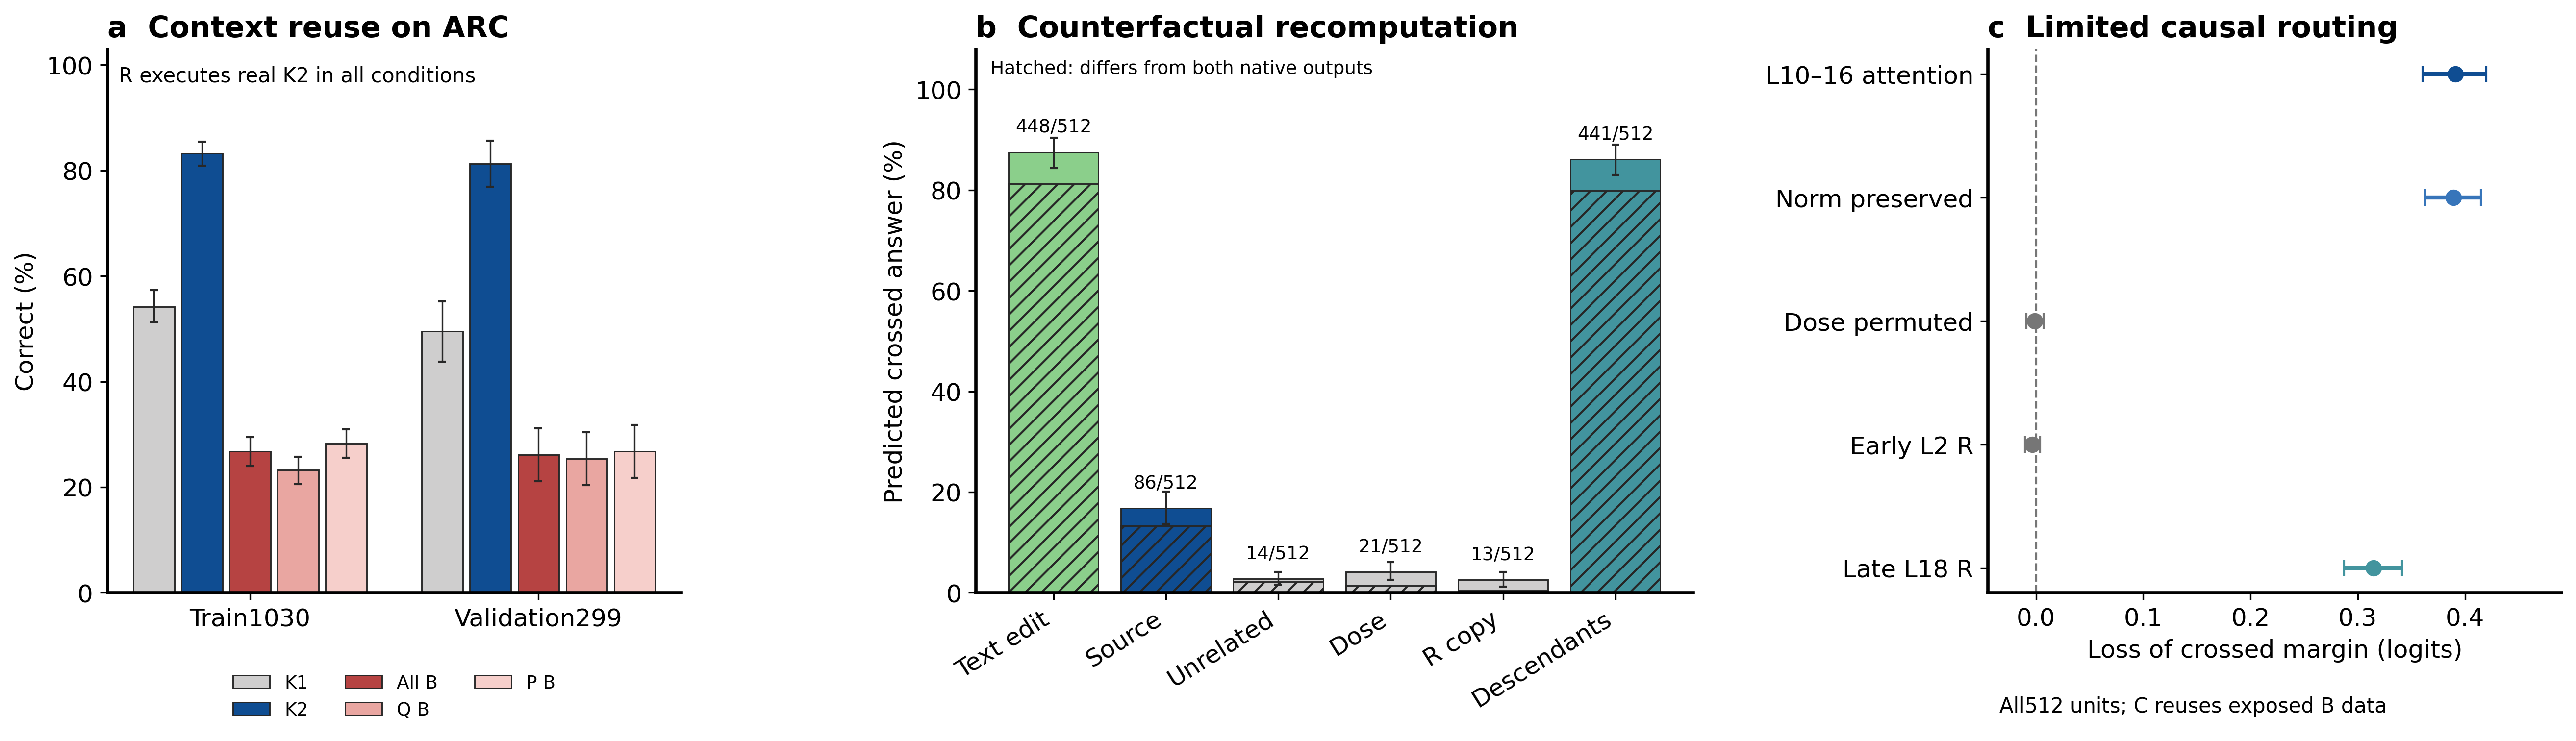 a Context reuse on ARC
R executes real K2 in all conditions
Correct (%)
100
80
60
40
20
0
Train1030
Validation299
K1
K2
All B
Q B
P B
b Counterfactual recomputation
Hatched: differs from both native outputs
Predicted crossed answer (%)
100
80
60
40
20
0
448/512
86/512
14/512
21/512
13/512
441/512
Text edit
Source
Unrelated
Dose
R copy
Descendants
c Limited causal routing
L10–16 attention
Norm preserved
Dose permuted
Early L2 R
Late L18 R
0.0
0.1
0.2
0.3
0.4
Loss of crossed margin (logits)
All512 units; C reuses exposed B data